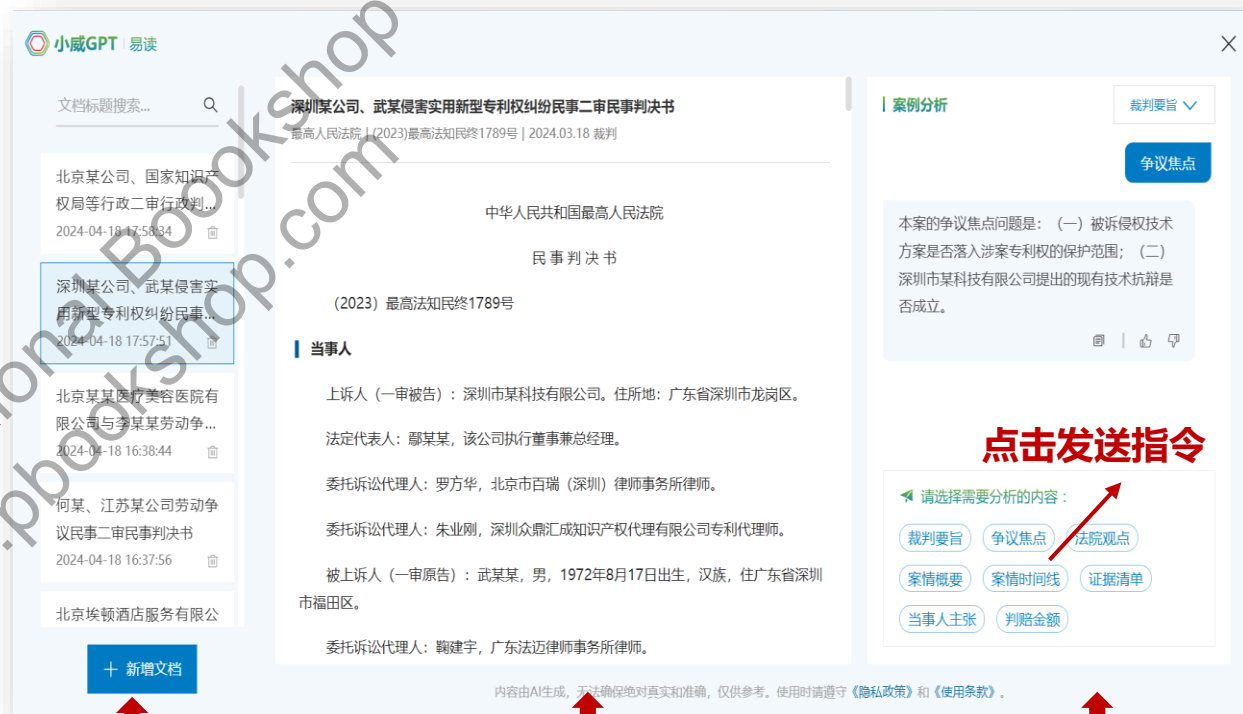 小威GPT 易读
文档标题搜索...
北京某公司、国家知识产
权局等行政二审行政判...
2024-04-18 17:58:34
深圳某公司、武某侵害实
用新型专利权纠纷民事...
2024-04-18 17:57:51
北京某某医疗美容医院有
限公司与李某某劳动争...
2024-04-18 16:38:44
何某、江苏某公司劳动争
议民事二审民事判决书
2024-04-18 16:37:56
北京埃顿酒店服务有限公
＋ 新增文档
深圳某公司、武某侵害实用新型专利权纠纷民事二审民事判决书
最高人民法院 | (2023)最高法知民终1789号 | 2024.03.18 裁判
中华人民共和国最高人民法院
民 事 判 决 书
（2023）最高法知民终1789号
当事人
上诉人（一审被告）：深圳市某科技有限公司。住所地：广东省深圳市龙岗区。
法定代表人：鄢某某，该公司执行董事兼总经理。
委托诉讼代理人：罗方华，北京市百瑞（深圳）律师事务所律师。
委托诉讼代理人：朱业刚，深圳众鼎汇成知识产权代理有限公司专利代理师。
被上诉人（一审原告）：武某某，男，1972年8月17日出生，汉族，住广东省深圳
市福田区。
委托诉讼代理人：鞠建宇，广东法迈律师事务所律师。
案例分析
裁判要旨
争议焦点
本案的争议焦点问题是：（一）被诉侵权技术
方案是否落入涉案专利权的保护范围；（二）
深圳市某科技有限公司提出的现有技术抗辩是
否成立。
点击发送指令
请选择需要分析的内容：
裁判要旨 争议焦点 法院观点
案情概要 案情时间线 证据清单
当事人主张 判赔金额
内容由AI生成，无法确保绝对真实和准确，仅供参考。使用时请遵守《隐私政策》和《使用条款》.
onal Boookshop
.pbookshop.com